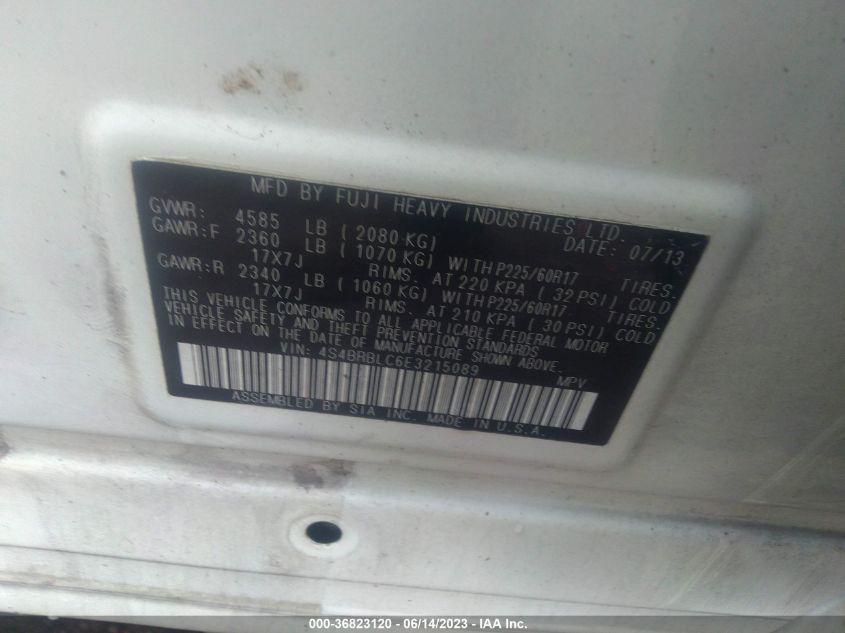 MFD BY FUJI HEAVY INDUSTRIES LTD.
GVWR: 4585 LB ( 2080 KG) DATE: 07/13
GAWR:F 2360 LB ( 1070 KG) WITH P225/60R17 TIRES.
17X7J RIMS. AT 220 KPA ( 32 PSI) COLD
GAWR:R 2340 LB ( 1060 KG) WITH P225/60R17 TIRES.
17X7J RIMS. AT 210 KPA ( 30 PSI) COLD
THIS VEHICLE CONFORMS TO ALL APPLICABLE FEDERAL MOTOR
VEHICLE SAFETY AND THEFT PREVENTION STANDARDS
IN EFFECT ON THE DATE OF MANUFACTURE SHOWN ABOVE.
VIN: 4S4BRBLC6E3215089 MPV
ASSEMBLED BY SIA INC. MADE IN U.S.A.
000-36823120 - 06/14/2023 - IAA Inc.